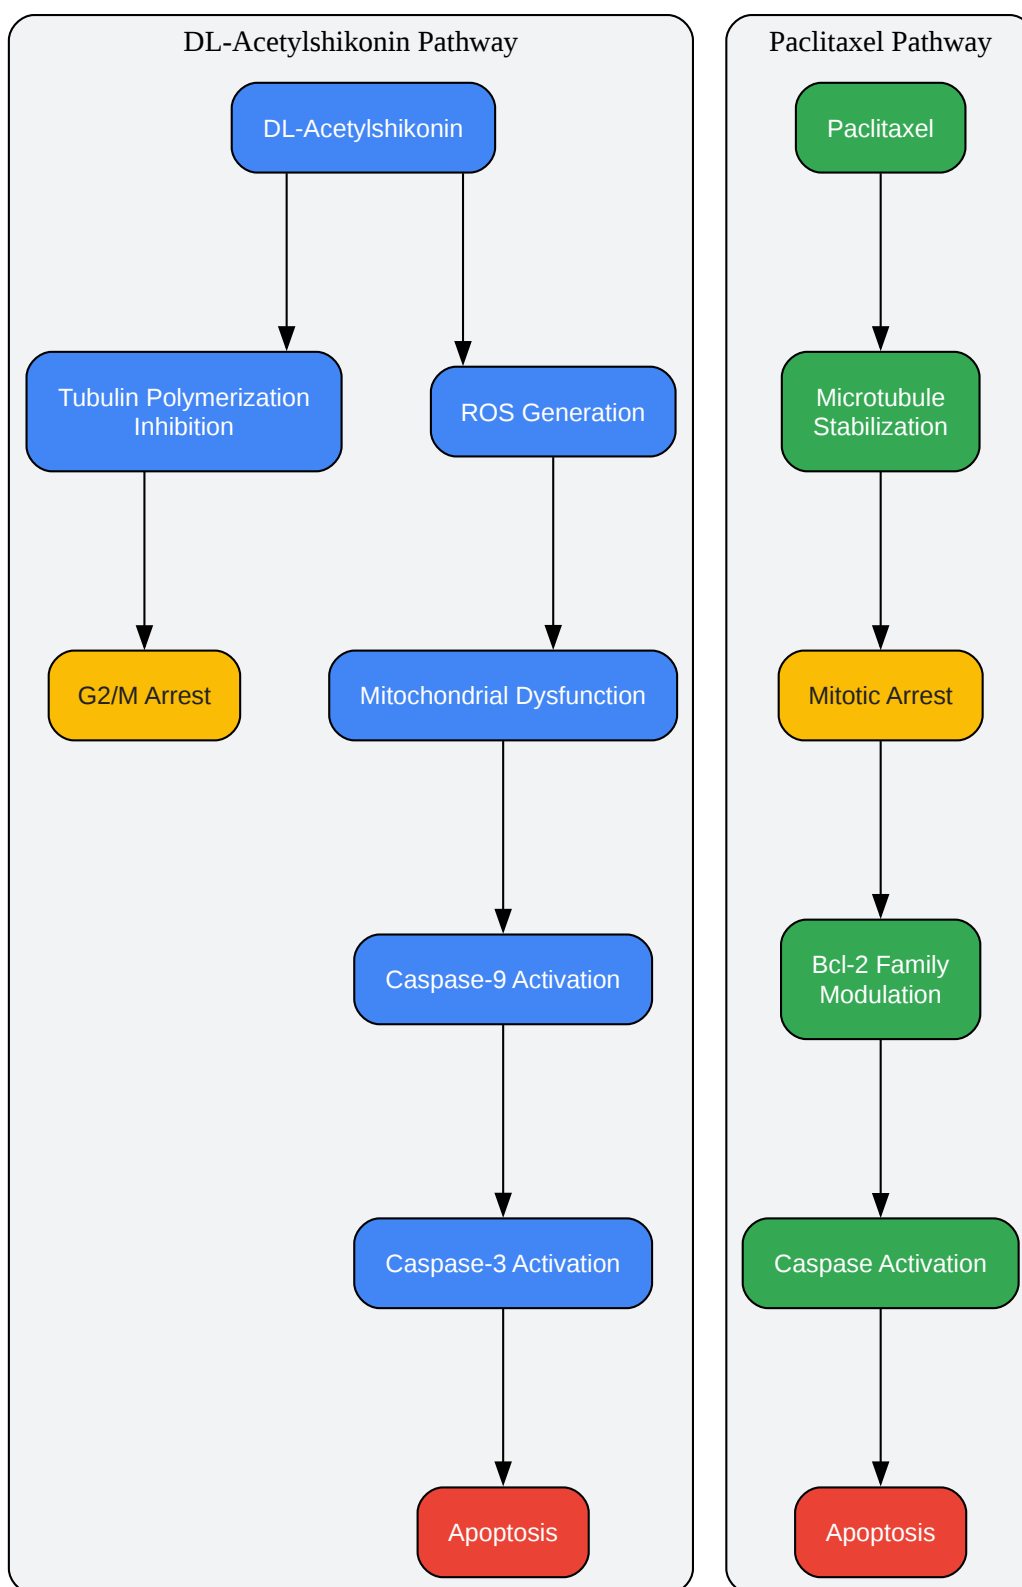 DL-Acetylshikonin Pathway
DL-Acetylshikonin
Tubulin Polymerization
Inhibition
ROS Generation
G2/M Arrest
Mitochondrial Dysfunction
Caspase-9 Activation
Caspase-3 Activation
Apoptosis
Paclitaxel Pathway
Paclitaxel
Microtubule
Stabilization
Mitotic Arrest
Bcl-2 Family
Modulation
Caspase Activation
Apoptosis